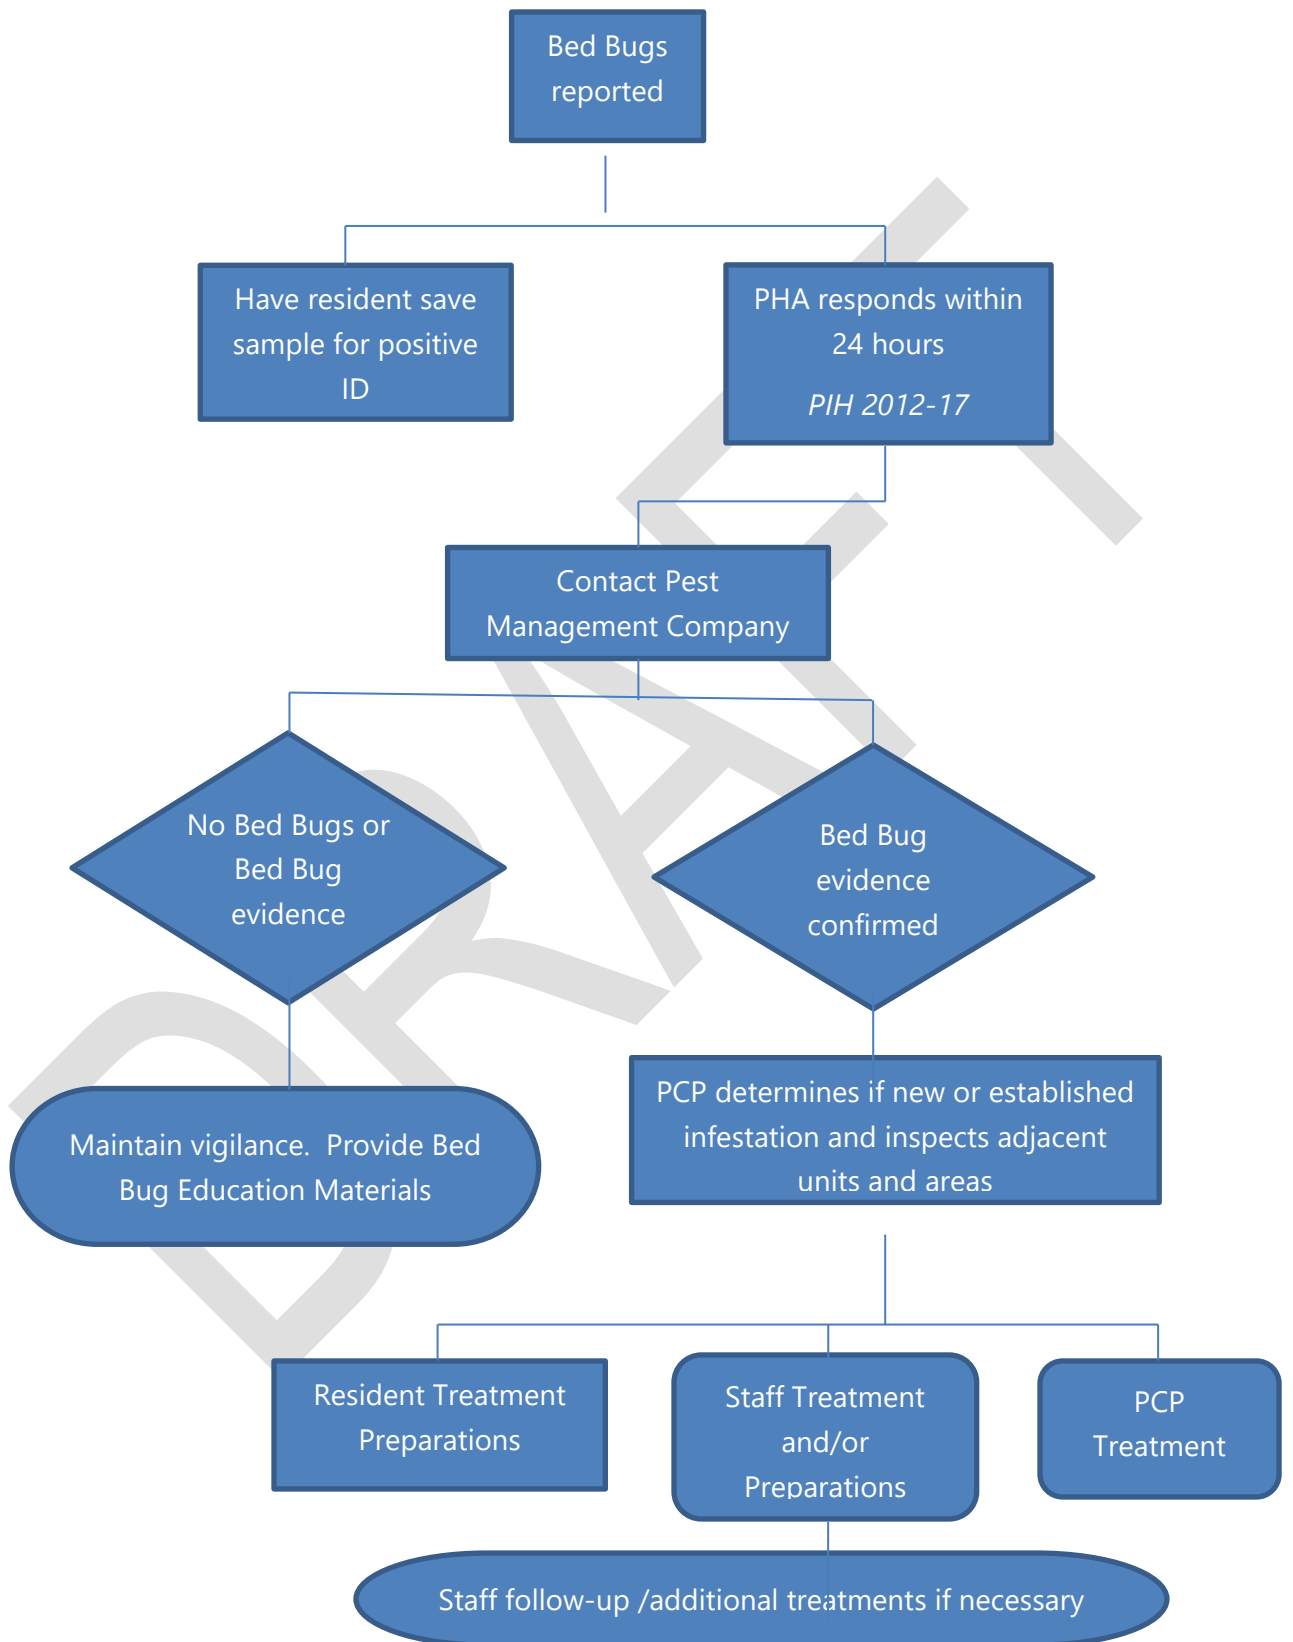 Bed Bugs
reported
Have resident save
sample for positive
ID
PHA responds within
24 hours
PIH 2012-17
Contact Pest
Management Company
No Bed Bugs or
Bed Bug
evidence
Bed Bug
evidence
confirmed
Maintain vigilance.  Provide Bed
Bug Education Materials
PCP determines if new or established
infestation and inspects adjacent
units and areas
Resident Treatment
Preparations
Staff Treatment
and/or
Preparations
PCP
Treatment
Staff follow-up /additional treatments if necessary
DRAFT